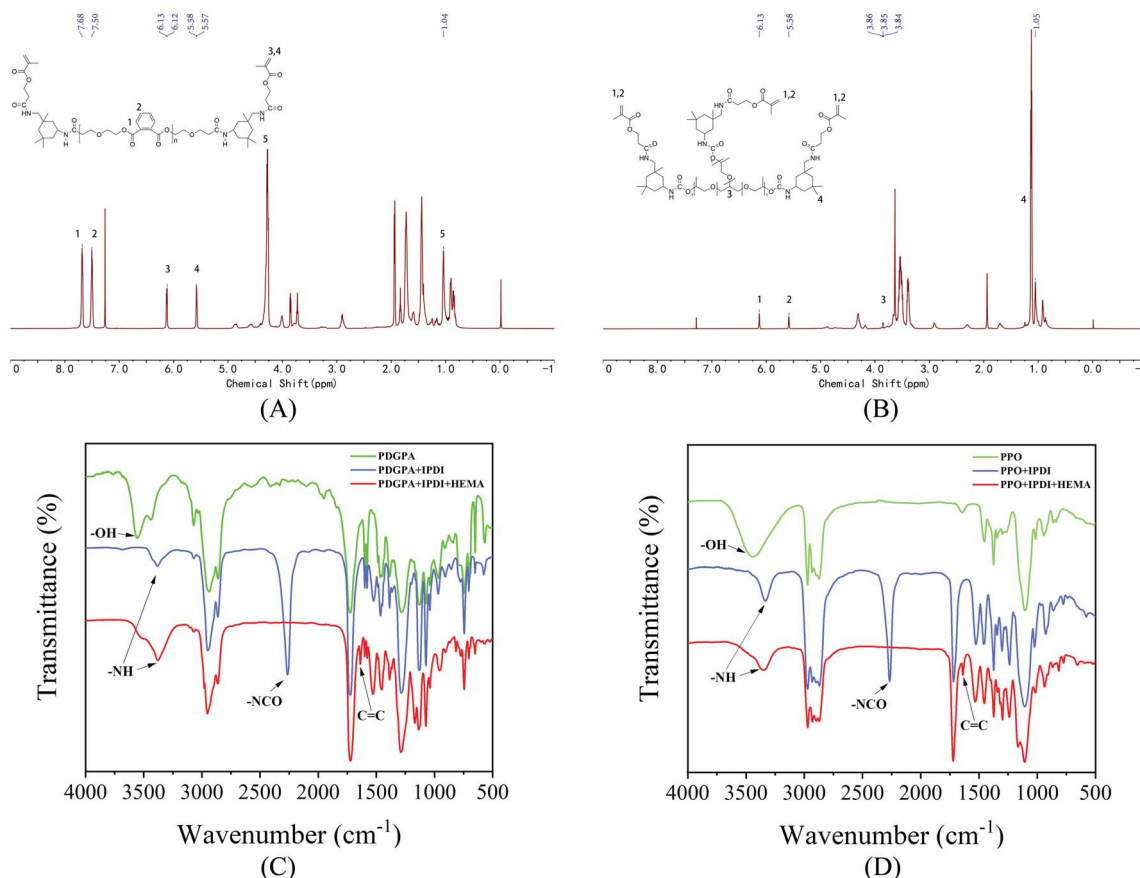 7.68
7.50
6.13
6.12
5.58
5.57
1.04
3,4
2
1
5
1
2
3
4
5
8.0 7.0 6.0 5.0 4.0 3.0 2.0 1.0 0 -1
Chemical Shift(ppm)
(A)
6.13
5.58
3.86
3.85
3.84
1.05
1,2
1,2
1,2
3
4
4
1
2
3
8.0 7.0 6.0 5.0 4.0 3.0 2.0 1.0 0.0
Chemical Shift(ppm)
(B)
PDGPA
PDGPA+IPDI
PDGPA+IPDI+HEMA
-OH
-NH
-NCO
C=C
Transmittance (%)
4000 3500 3000 2500 2000 1500 1000 500
Wavenumber (cm-1)
(C)
PPO
PPO+IPDI
PPO+IPDI+HEMA
-OH
-NH
-NCO
C=C
Transmittance (%)
4000 3500 3000 2500 2000 1500 1000 500
Wavenumber (cm-1)
(D)